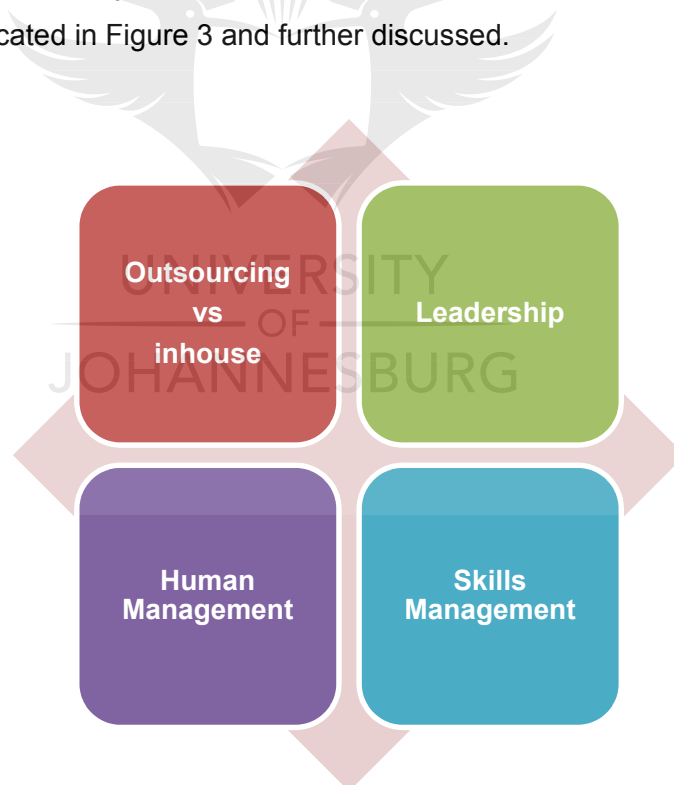 cated in Figure 3 and further discussed.
UNIVERSITY
OF
JOHANNESBURG
Outsourcing
vs
inhouse
Leadership
Human
Management
Skills
Management